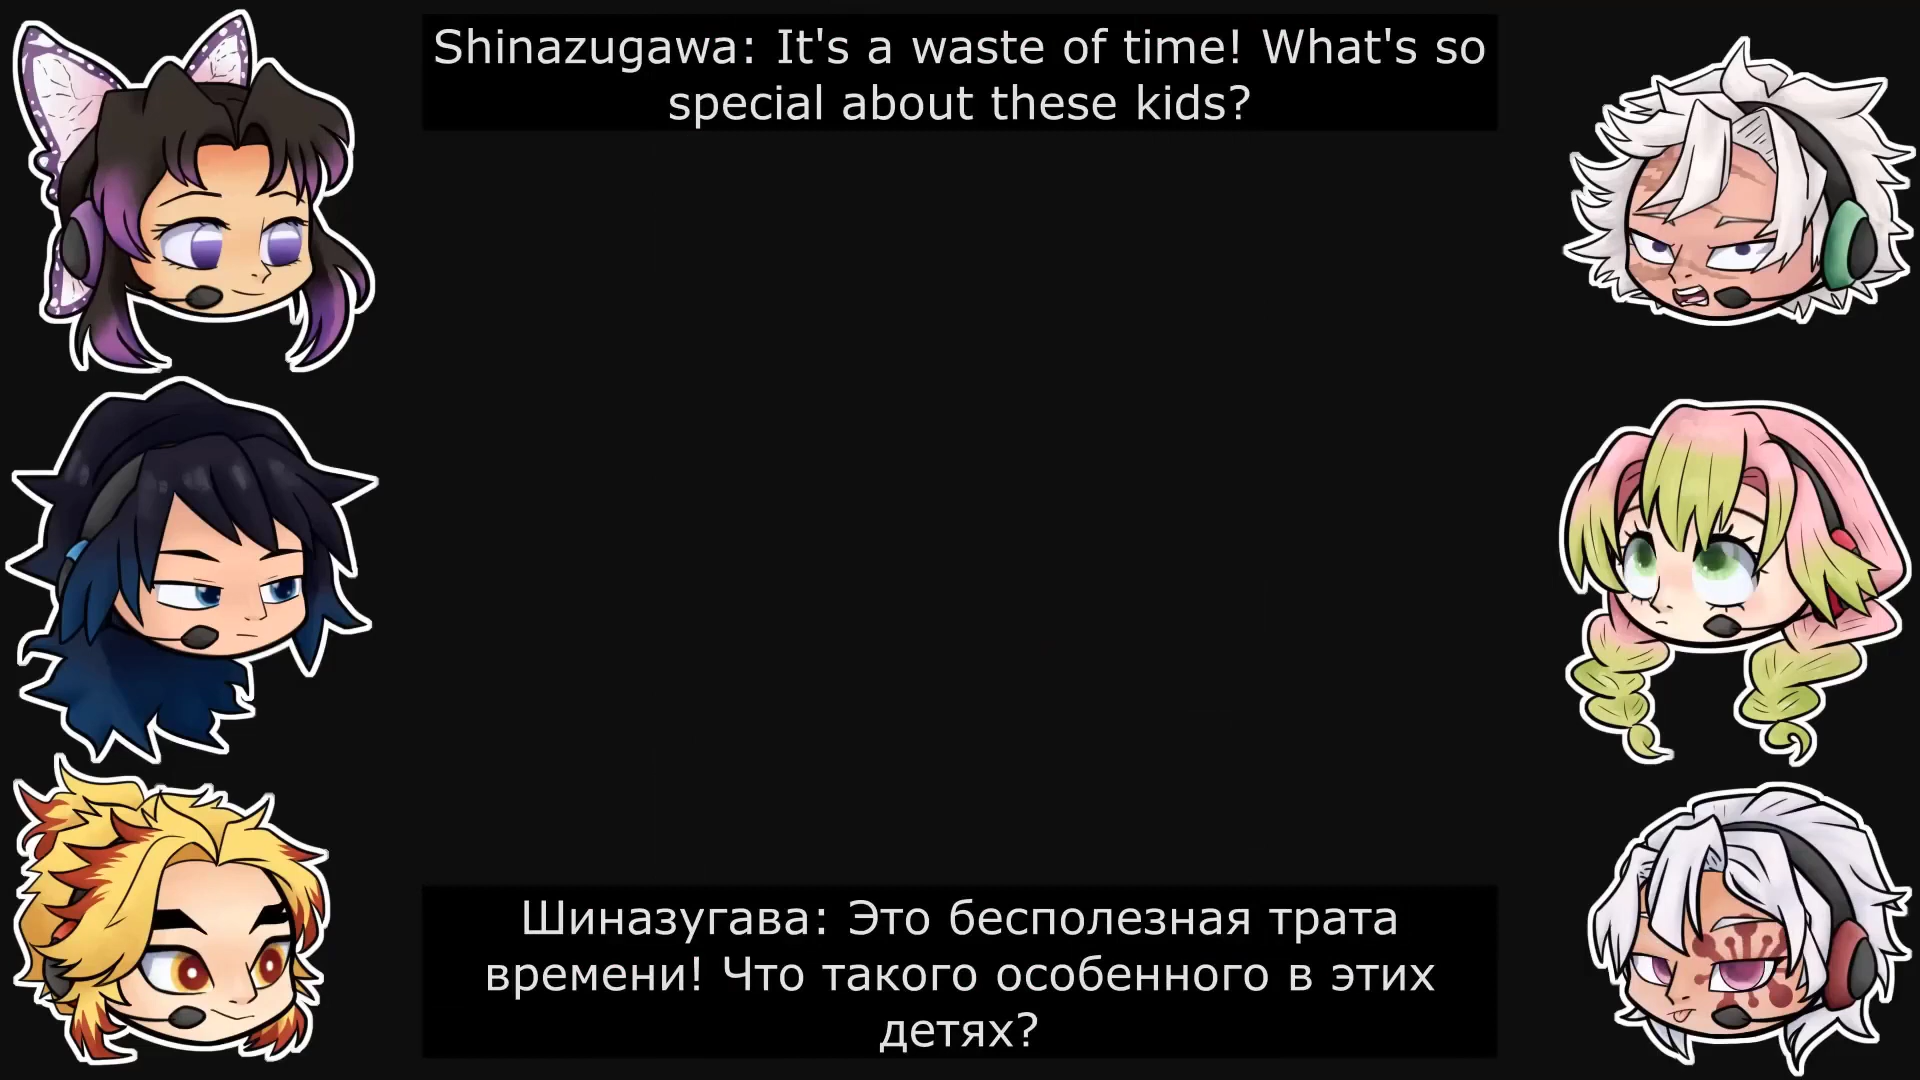 Shinazugawa: It's a waste of time! What's so
special about these kids?
Шиназугава: Это бесполезная трата
времени! Что такого особенного в этих
детях?